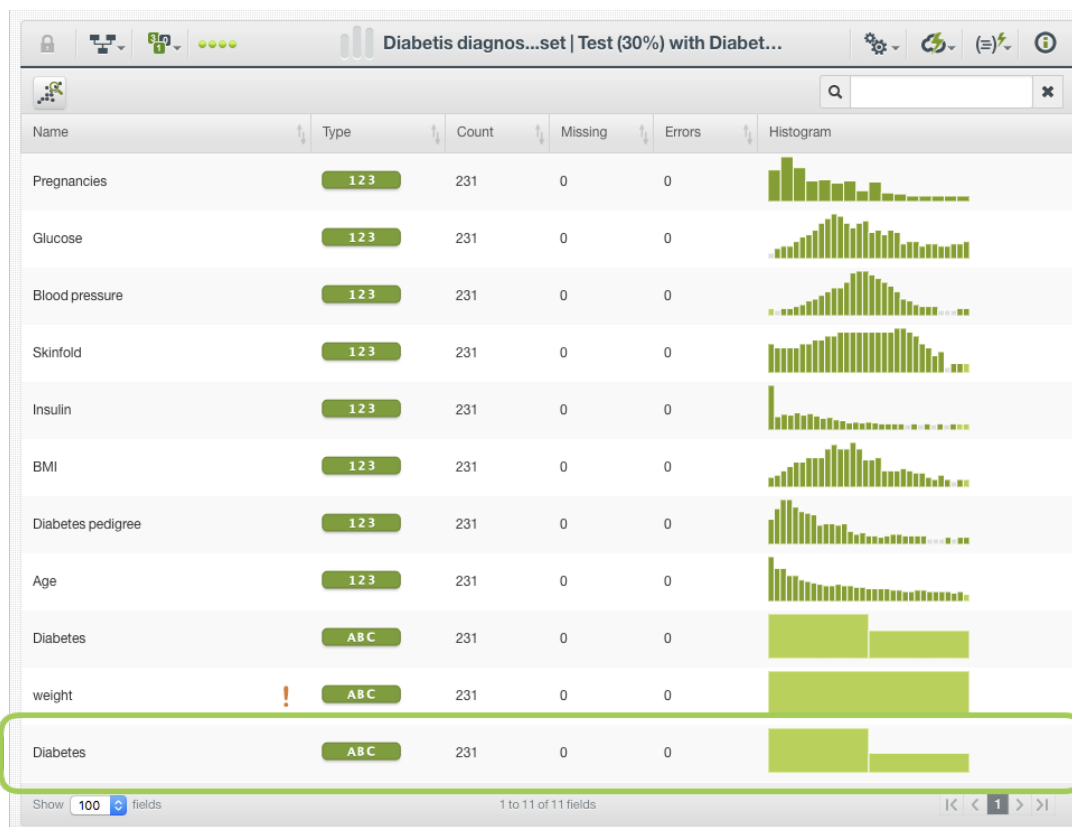 Diabetis diagnos...set | Test (30%) with Diabet...
Name Type Count Missing Errors Histogram
Pregnancies 123 231 0 0
Glucose 123 231 0 0
Blood pressure 123 231 0 0
Skinfold 123 231 0 0
Insulin 123 231 0 0
BMI 123 231 0 0
Diabetes pedigree 123 231 0 0
Age 123 231 0 0
Diabetes ABC 231 0 0
weight ! ABC 231 0 0
Diabetes ABC 231 0 0
Show 100 fields 1 to 11 of 11 fields 1